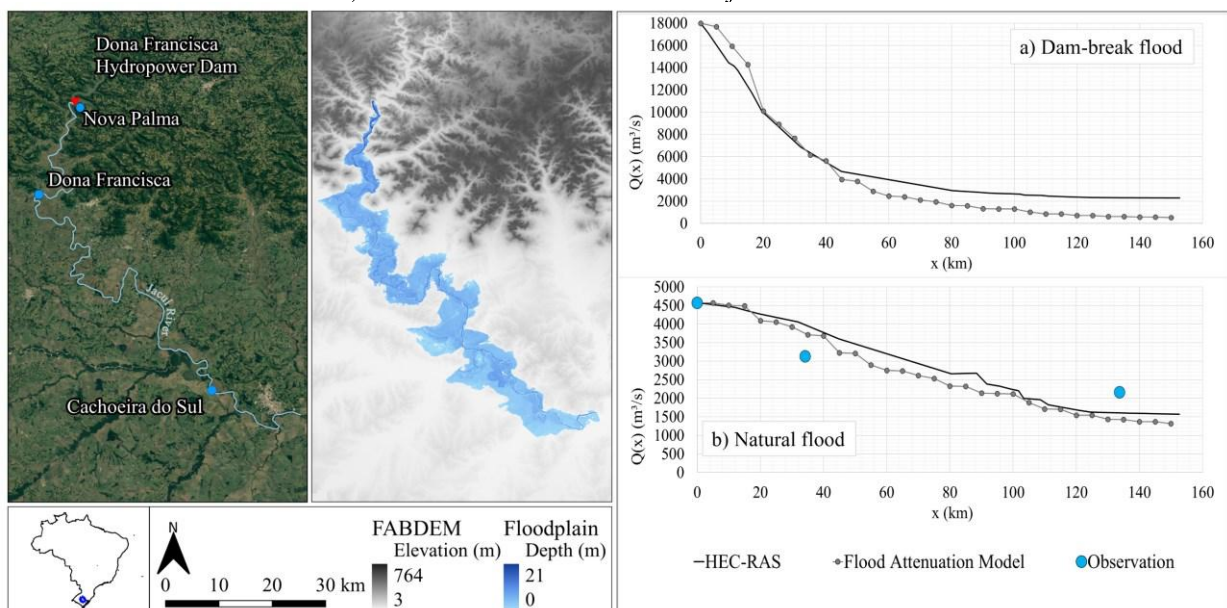 Dona Francisca
Hydropower Dam
Nova Palma
Dona Francisca
Jacuí River
Cachoeira do Sul
N
0 10 20 30 km
FABDEM
Elevation (m)
764
3
Floodplain
Depth (m)
21
0
a) Dam-break flood
Q(x) (m³/s)
18000
16000
14000
12000
10000
8000
6000
4000
2000
0
0 20 40 60 80 100 120 140 160
x (km)
b) Natural flood
Q(x) (m³/s)
5000
4500
4000
3500
3000
2500
2000
1500
1000
500
0
0 20 40 60 80 100 120 140 160
x (km)
HEC-RAS
Flood Attenuation Model
Observation